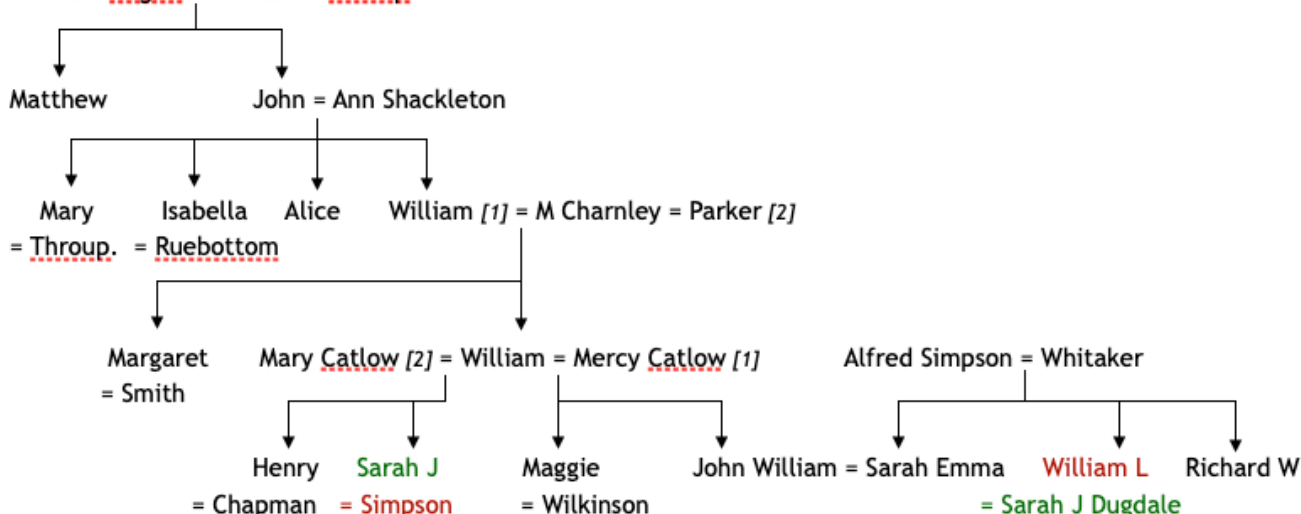 Matthew John = Ann Shackleton
Mary Isabella Alice William [1] = M Charnley = Parker [2]
= Throup. = Ruebottom
Margaret Mary Catlow [2] = William = Mercy Catlow [1] Alfred Simpson = Whitaker
= Smith
Henry Sarah J Maggie John William = Sarah Emma William L Richard W
= Chapman = Simpson = Wilkinson = Sarah J Dugdale